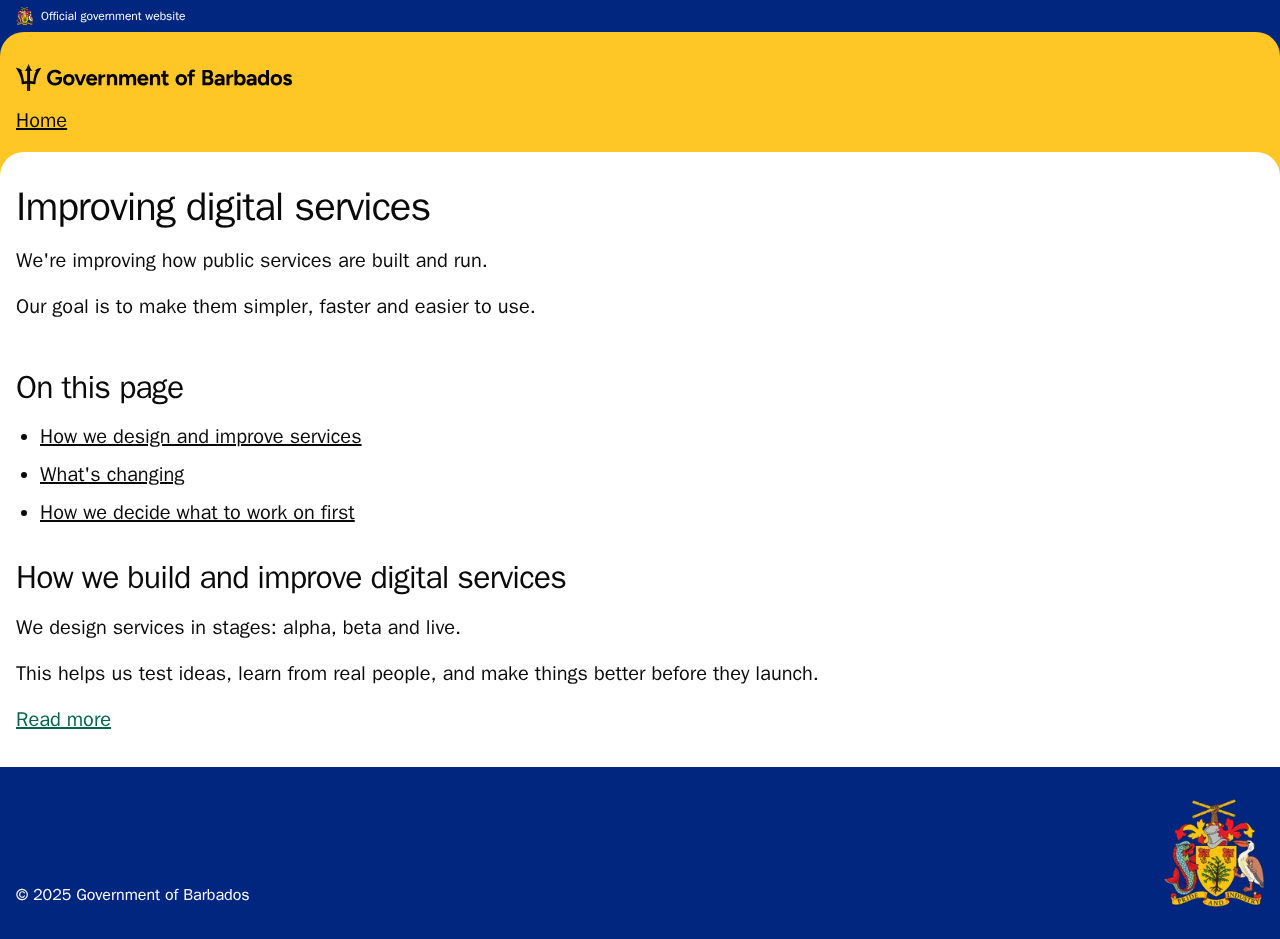 Official government website
Government of Barbados
Home
Improving digital services
We're improving how public services are built and run.
Our goal is to make them simpler, faster and easier to use.
On this page
How we design and improve services
What's changing
How we decide what to work on first
How we build and improve digital services
We design services in stages: alpha, beta and live.
This helps us test ideas, learn from real people, and make things better before they launch.
Read more
PRIDE AND INDUSTRY
© 2025 Government of Barbados